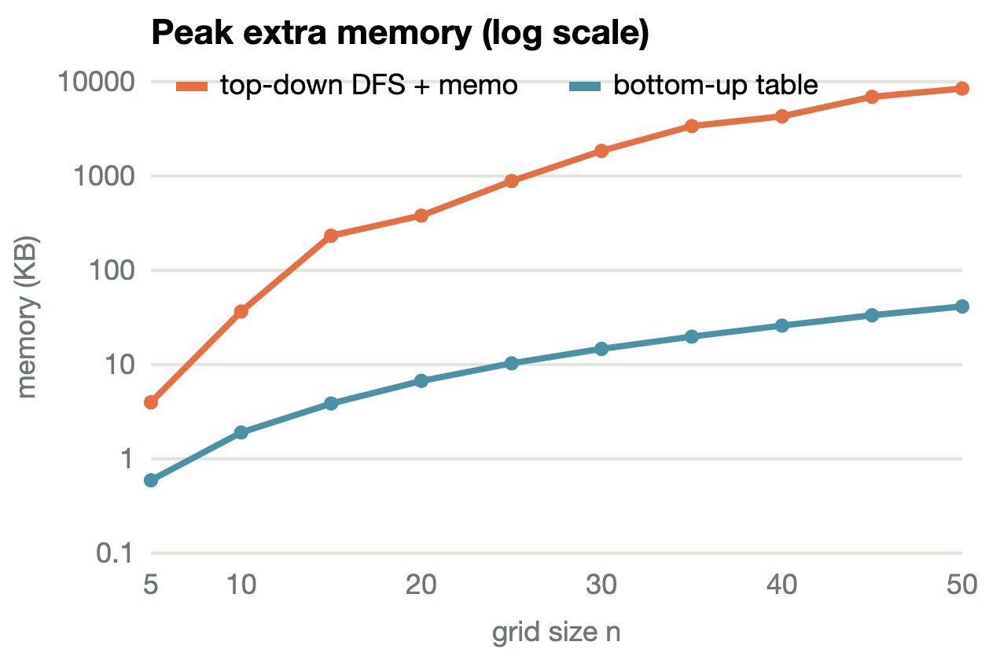 Peak extra memory (log scale)
top-down DFS + memo
bottom-up table
10000
1000
100
10
1
0.1
memory (KB)
5 10 20 30 40 50
grid size n